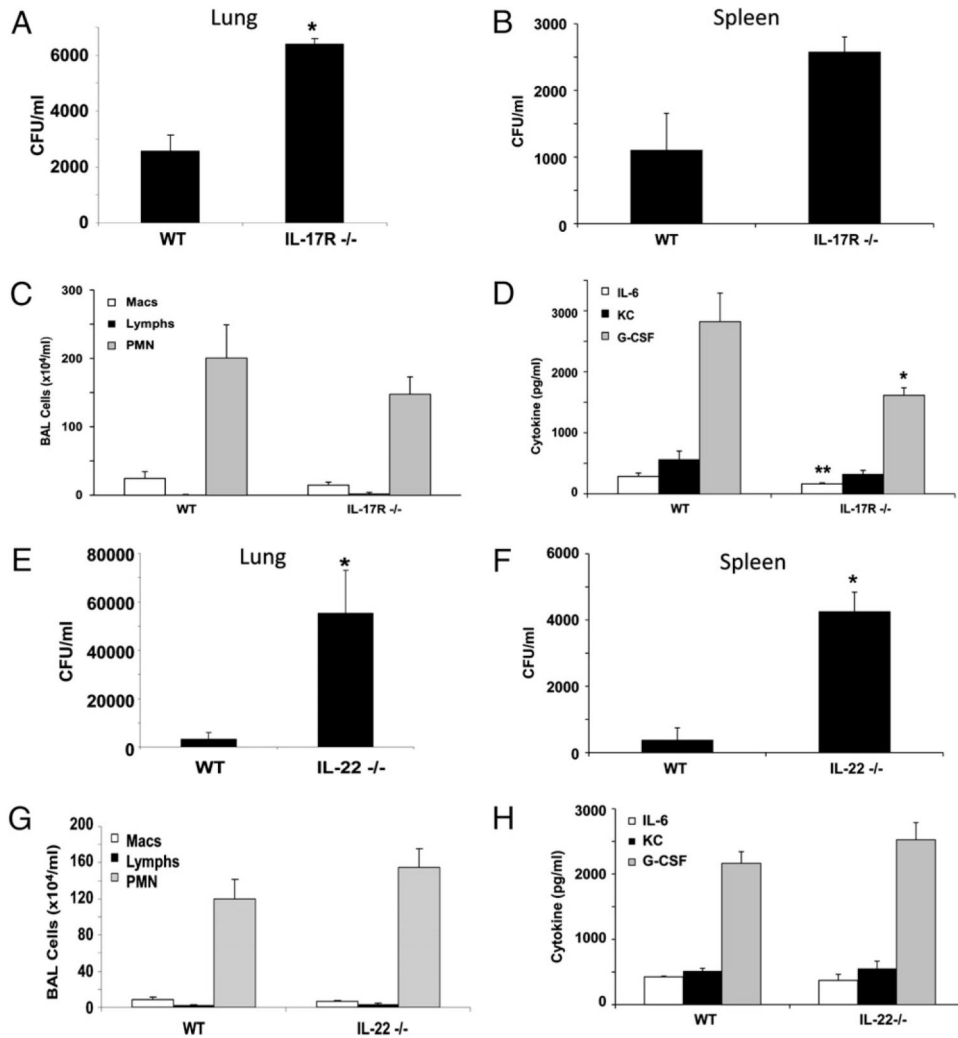 A
Lung
CFU/ml
6000
4000
2000
0
*
WT
IL-17R -/-
B
Spleen
CFU/ml
3000
2000
1000
0
WT
IL-17R -/-
C
BAL Cells (x10⁴/ml)
300
200
100
0
Macs
Lymphs
PMN
WT
IL-17R -/-
D
Cytokine (pg/ml)
3000
2000
1000
0
IL-6
KC
G-CSF
**
*
WT
IL-17R -/-
E
Lung
CFU/ml
80000
60000
40000
20000
0
*
WT
IL-22 -/-
F
Spleen
CFU/ml
6000
4000
2000
0
*
WT
IL-22 -/-
G
BAL Cells (x10⁴/ml)
200
160
120
80
40
0
Macs
Lymphs
PMN
WT
IL-22 -/-
H
Cytokine (pg/ml)
3000
2000
1000
0
IL-6
KC
G-CSF
WT
IL-22-/-